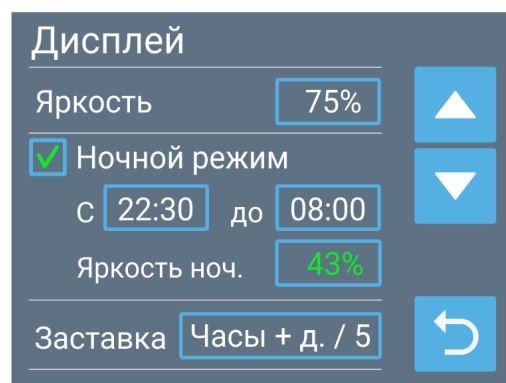 Дисплей
Яркость 75%
Ночной режим
С 22:30 до 08:00
Яркость ноч. 43%
Заставка Часы + д. / 5